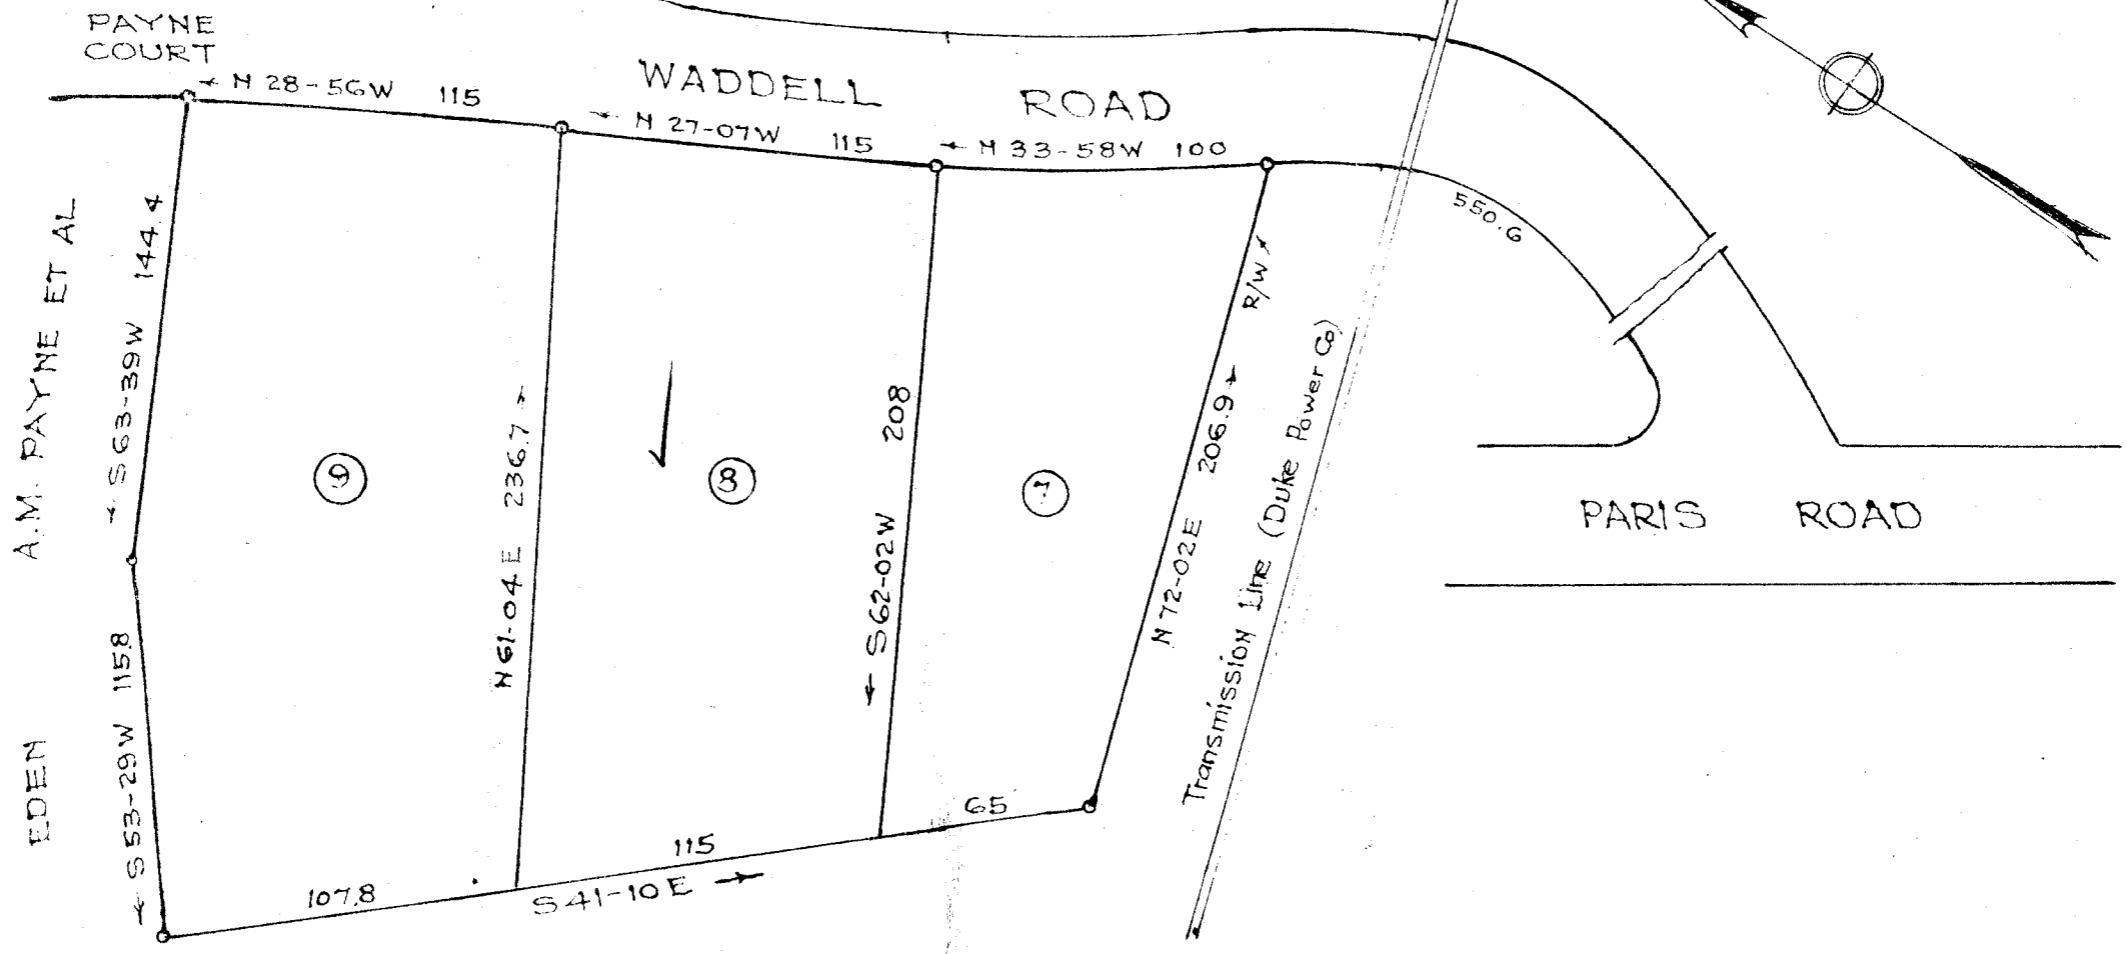 PAYNE
COURT
N 28-56W 115
WADDELL ROAD
N 27-07W 115
N 33-58W 100
550.6
A.M. PAYNE ET AL
EDEN
S 63-39W 144.4
S 53-29W 115.8
9
N 61-04 E 236.7
8
S 62-02W 208
7
N 72-02E 206.9
R/W
Transmission Line (Duke Power Co)
PARIS ROAD
107.8
115
65
S 41-10 E